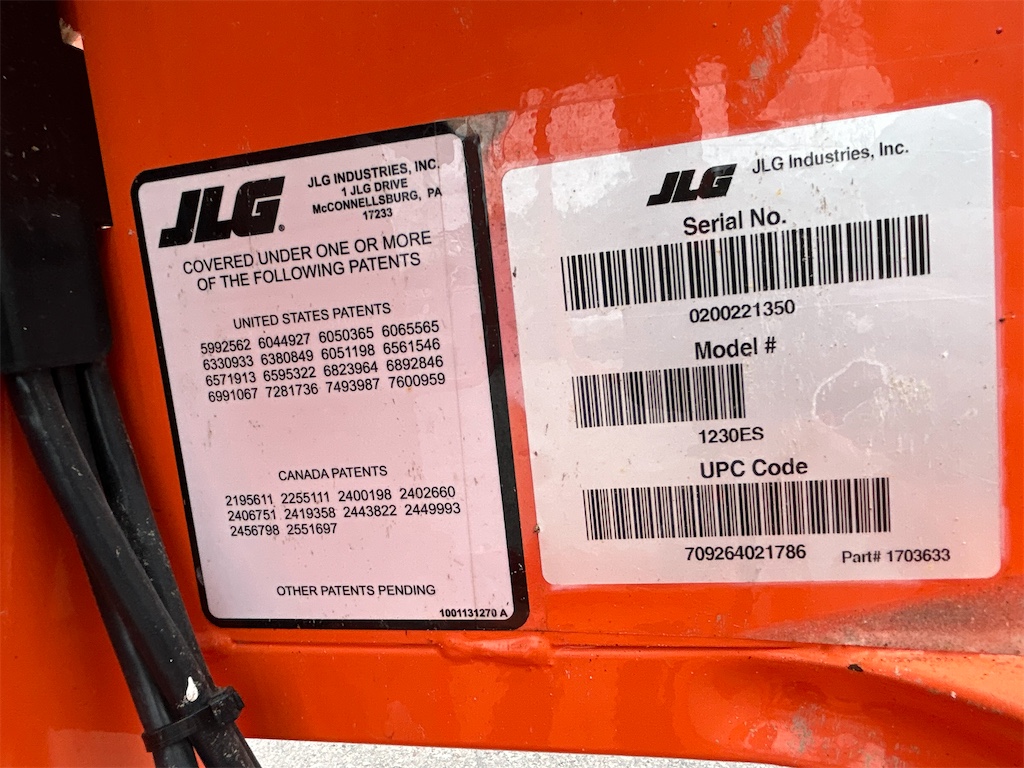 JLG®
JLG INDUSTRIES, INC.
1 JLG DRIVE
McCONNELLSBURG, PA
17233
COVERED UNDER ONE OR MORE
OF THE FOLLOWING PATENTS
UNITED STATES PATENTS
5992562 6044927 6050365 6065565
6330933 6380849 6051198 6561546
6571913 6595322 6823964 6892846
6991067 7281736 7493987 7600959
CANADA PATENTS
2195611 2255111 2400198 2402660
2406751 2419358 2443822 2449993
2456798 2551697
OTHER PATENTS PENDING
1001131270 A
JLG JLG Industries, Inc.
Serial No.
0200221350
Model #
1230ES
UPC Code
709264021786
Part# 1703633